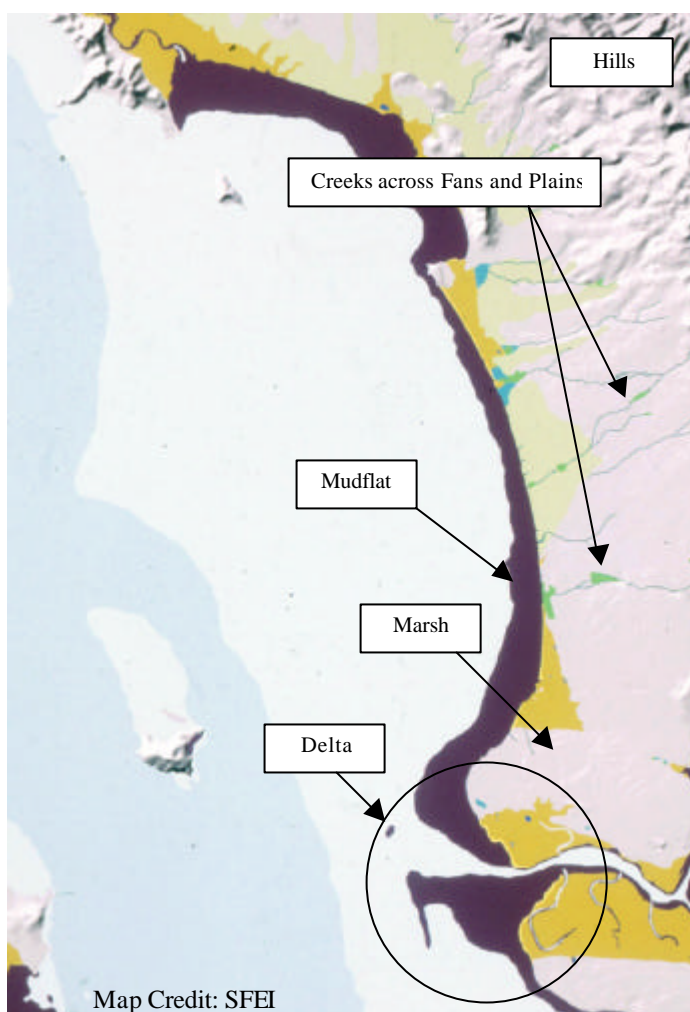 Hills
Creeks across Fans and Plains
Mudflat
Marsh
Delta
Map Credit: SFEI